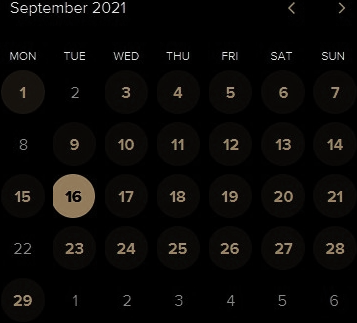 September 2021
MON TUE WED THU FRI SAT SUN
1 2 3 4 5 6 7
8 9 10 11 12 13 14
15 16 17 18 19 20 21
22 23 24 25 26 27 28
29 1 2 3 4 5 6